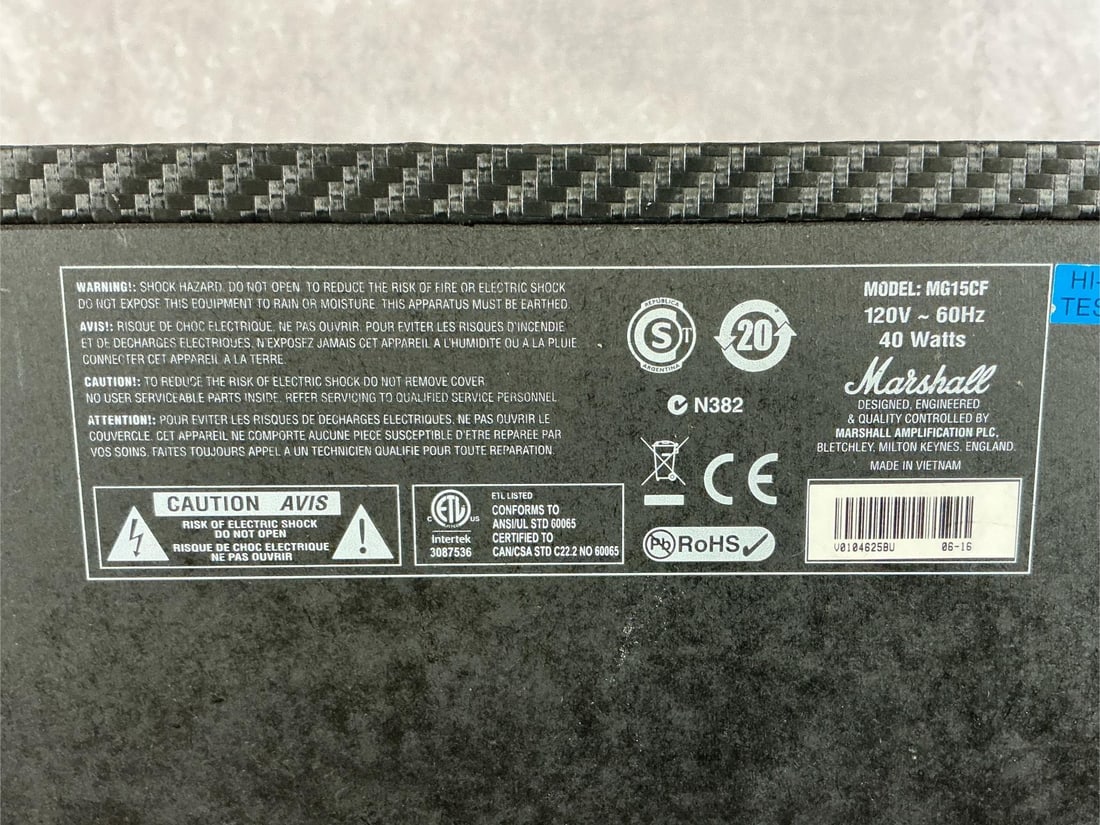 WARNING!: SHOCK HAZARD. DO NOT OPEN. TO REDUCE THE RISK OF FIRE OR ELECTRIC SHOCK
DO NOT EXPOSE THIS EQUIPMENT TO RAIN OR MOISTURE. THIS APPARATUS MUST BE EARTHED.
AVIS!: RISQUE DE CHOC ELECTRIQUE. NE PAS OUVRIR. POUR EVITER LES RISQUES D'INCENDIE
ET DE DECHARGES ELECTRIQUES, N'EXPOSEZ JAMAIS CET APPAREIL A L'HUMIDITE OU A LA PLUIE.
CONNECTER CET APPAREIL A LA TERRE.
CAUTION!: TO REDUCE THE RISK OF ELECTRIC SHOCK DO NOT REMOVE COVER.
NO USER SERVICEABLE PARTS INSIDE. REFER SERVICING TO QUALIFIED SERVICE PERSONNEL.
ATTENTION!: POUR EVITER LES RISQUES DE DECHARGES ELECTRIQUES, NE PAS OUVRIR LE
COUVERCLE. CET APPAREIL NE COMPORTE AUCUNE PIECE SUSCEPTIBLE D'ETRE REPAREE PAR
VOS SOINS. FAITES TOUJOURS APPEL A UN TECHNICIEN QUALIFIE POUR TOUTE REPARATION.
CAUTION AVIS
RISK OF ELECTRIC SHOCK
DO NOT OPEN
RISQUE DE CHOC ELECTRIQUE
NE PAS OUVRIR
C ETL US
Intertek
3087536
ETL LISTED
CONFORMS TO
ANSI/UL STD 60065
CERTIFIED TO
CAN/CSA STD C22.2 NO 60065
REPÚBLICA
S T
ARGENTINA
20
N382
CE
Pb RoHS
MODEL: MG15CF
120V ~ 60Hz
40 Watts
Marshall
DESIGNED, ENGINEERED
& QUALITY CONTROLLED BY
MARSHALL AMPLIFICATION PLC,
BLETCHLEY, MILTON KEYNES, ENGLAND.
MADE IN VIETNAM
V0104625BU 06-16
HI-
TES